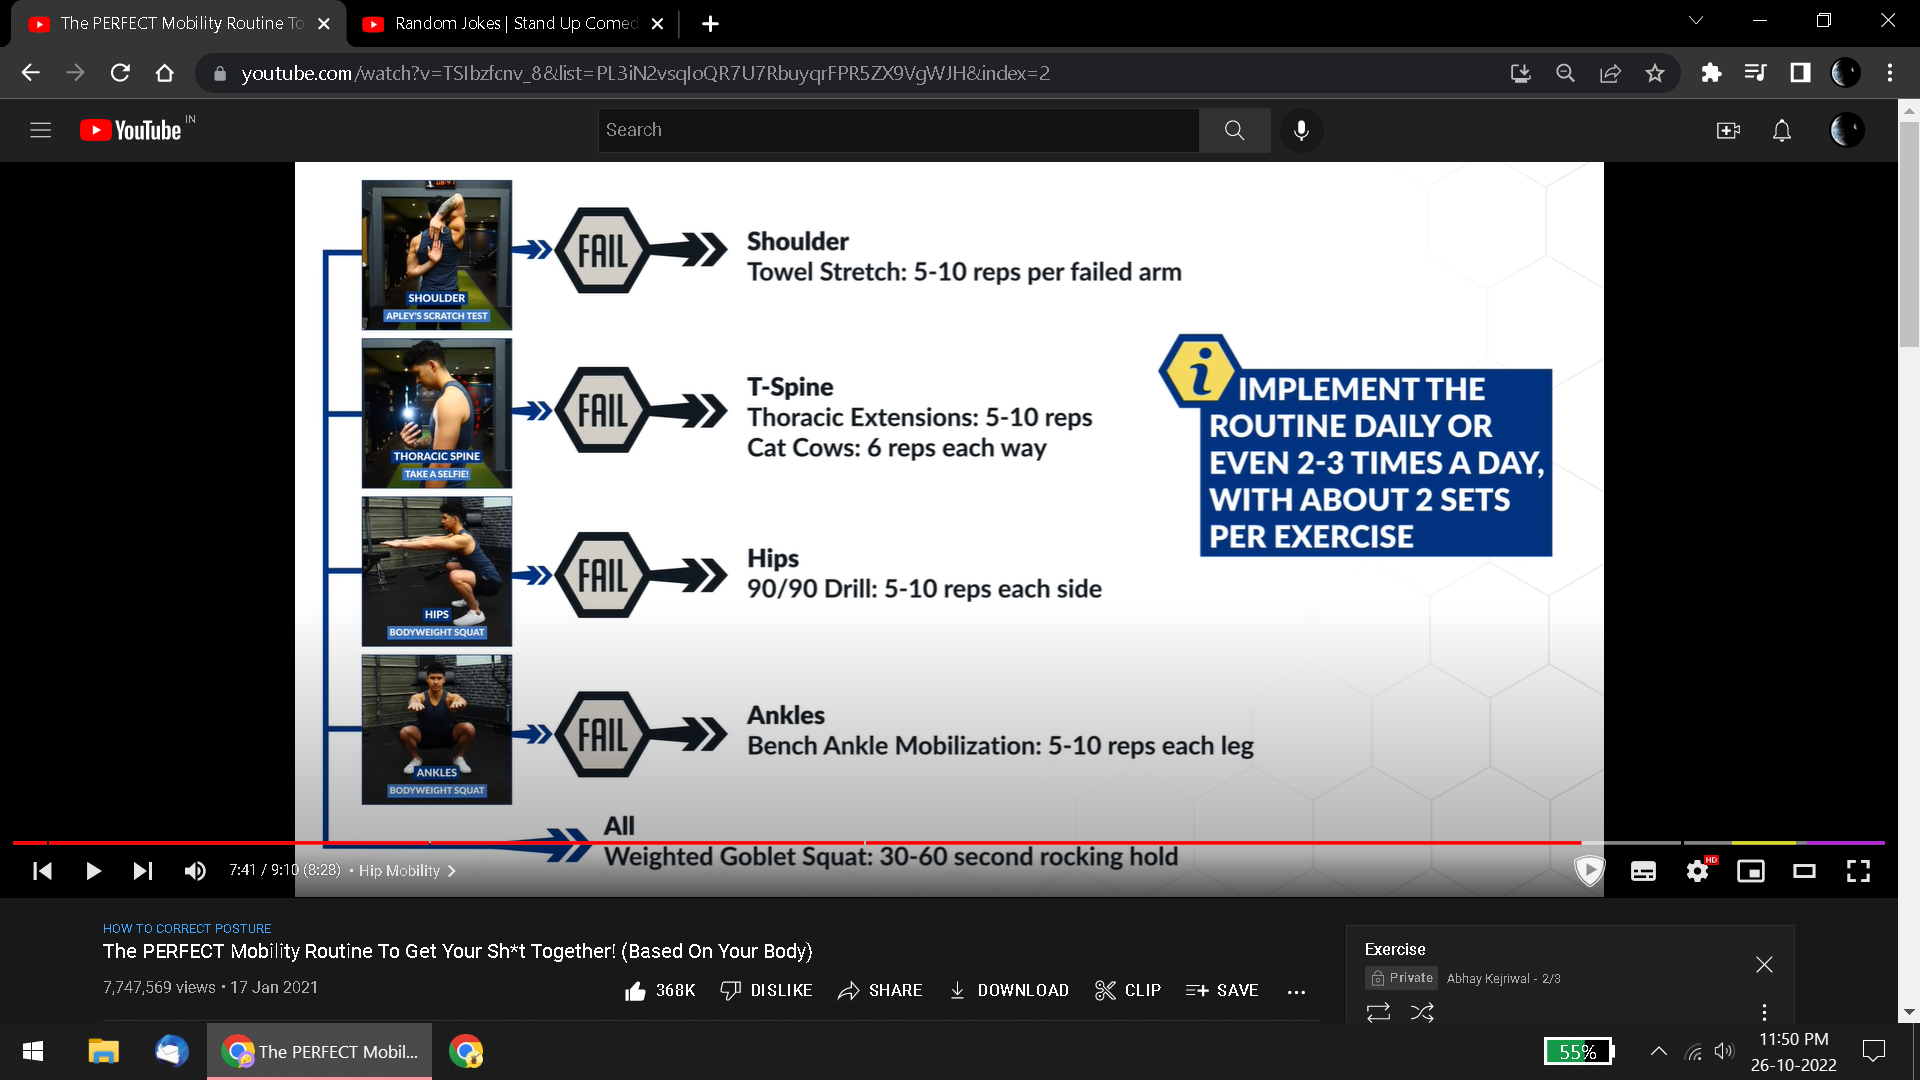 The PERFECT Mobility Routine To
Random Jokes | Stand Up Comed
youtube.com/watch?v=TSIbzfcnv_8&list=PL3iN2vsqIoQR7U7RbuyqrFPR5ZX9VgWJH&index=2
YouTube IN
Search
SHOULDER
APLEY'S SCRATCH TEST
FAIL
Shoulder
Towel Stretch: 5-10 reps per failed arm
THORACIC SPINE
TAKE A SELFIE!
FAIL
T-Spine
Thoracic Extensions: 5-10 reps
Cat Cows: 6 reps each way
i
IMPLEMENT THE
ROUTINE DAILY OR
EVEN 2-3 TIMES A DAY,
WITH ABOUT 2 SETS
PER EXERCISE
HIPS
BODYWEIGHT SQUAT
FAIL
Hips
90/90 Drill: 5-10 reps each side
ANKLES
BODYWEIGHT SQUAT
FAIL
Ankles
Bench Ankle Mobilization: 5-10 reps each leg
All
Weighted Goblet Squat: 30-60 second rocking hold
7:41 / 9:10 (8:28) • Hip Mobility
HD
HOW TO CORRECT POSTURE
The PERFECT Mobility Routine To Get Your Sh*t Together! (Based On Your Body)
7,747,569 views • 17 Jan 2021
368K DISLIKE SHARE DOWNLOAD CLIP SAVE
Exercise
Private Abhay Kejriwal - 2/3
The PERFECT Mobil...
55%
11:50 PM
26-10-2022